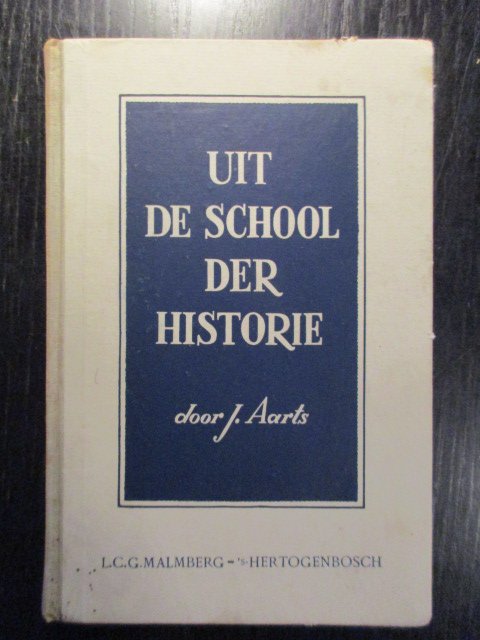 UIT
DE SCHOOL
DER
HISTORIE
door J. Aarts
L.C.G. MALMBERG - 's-HERTOGENBOSCH